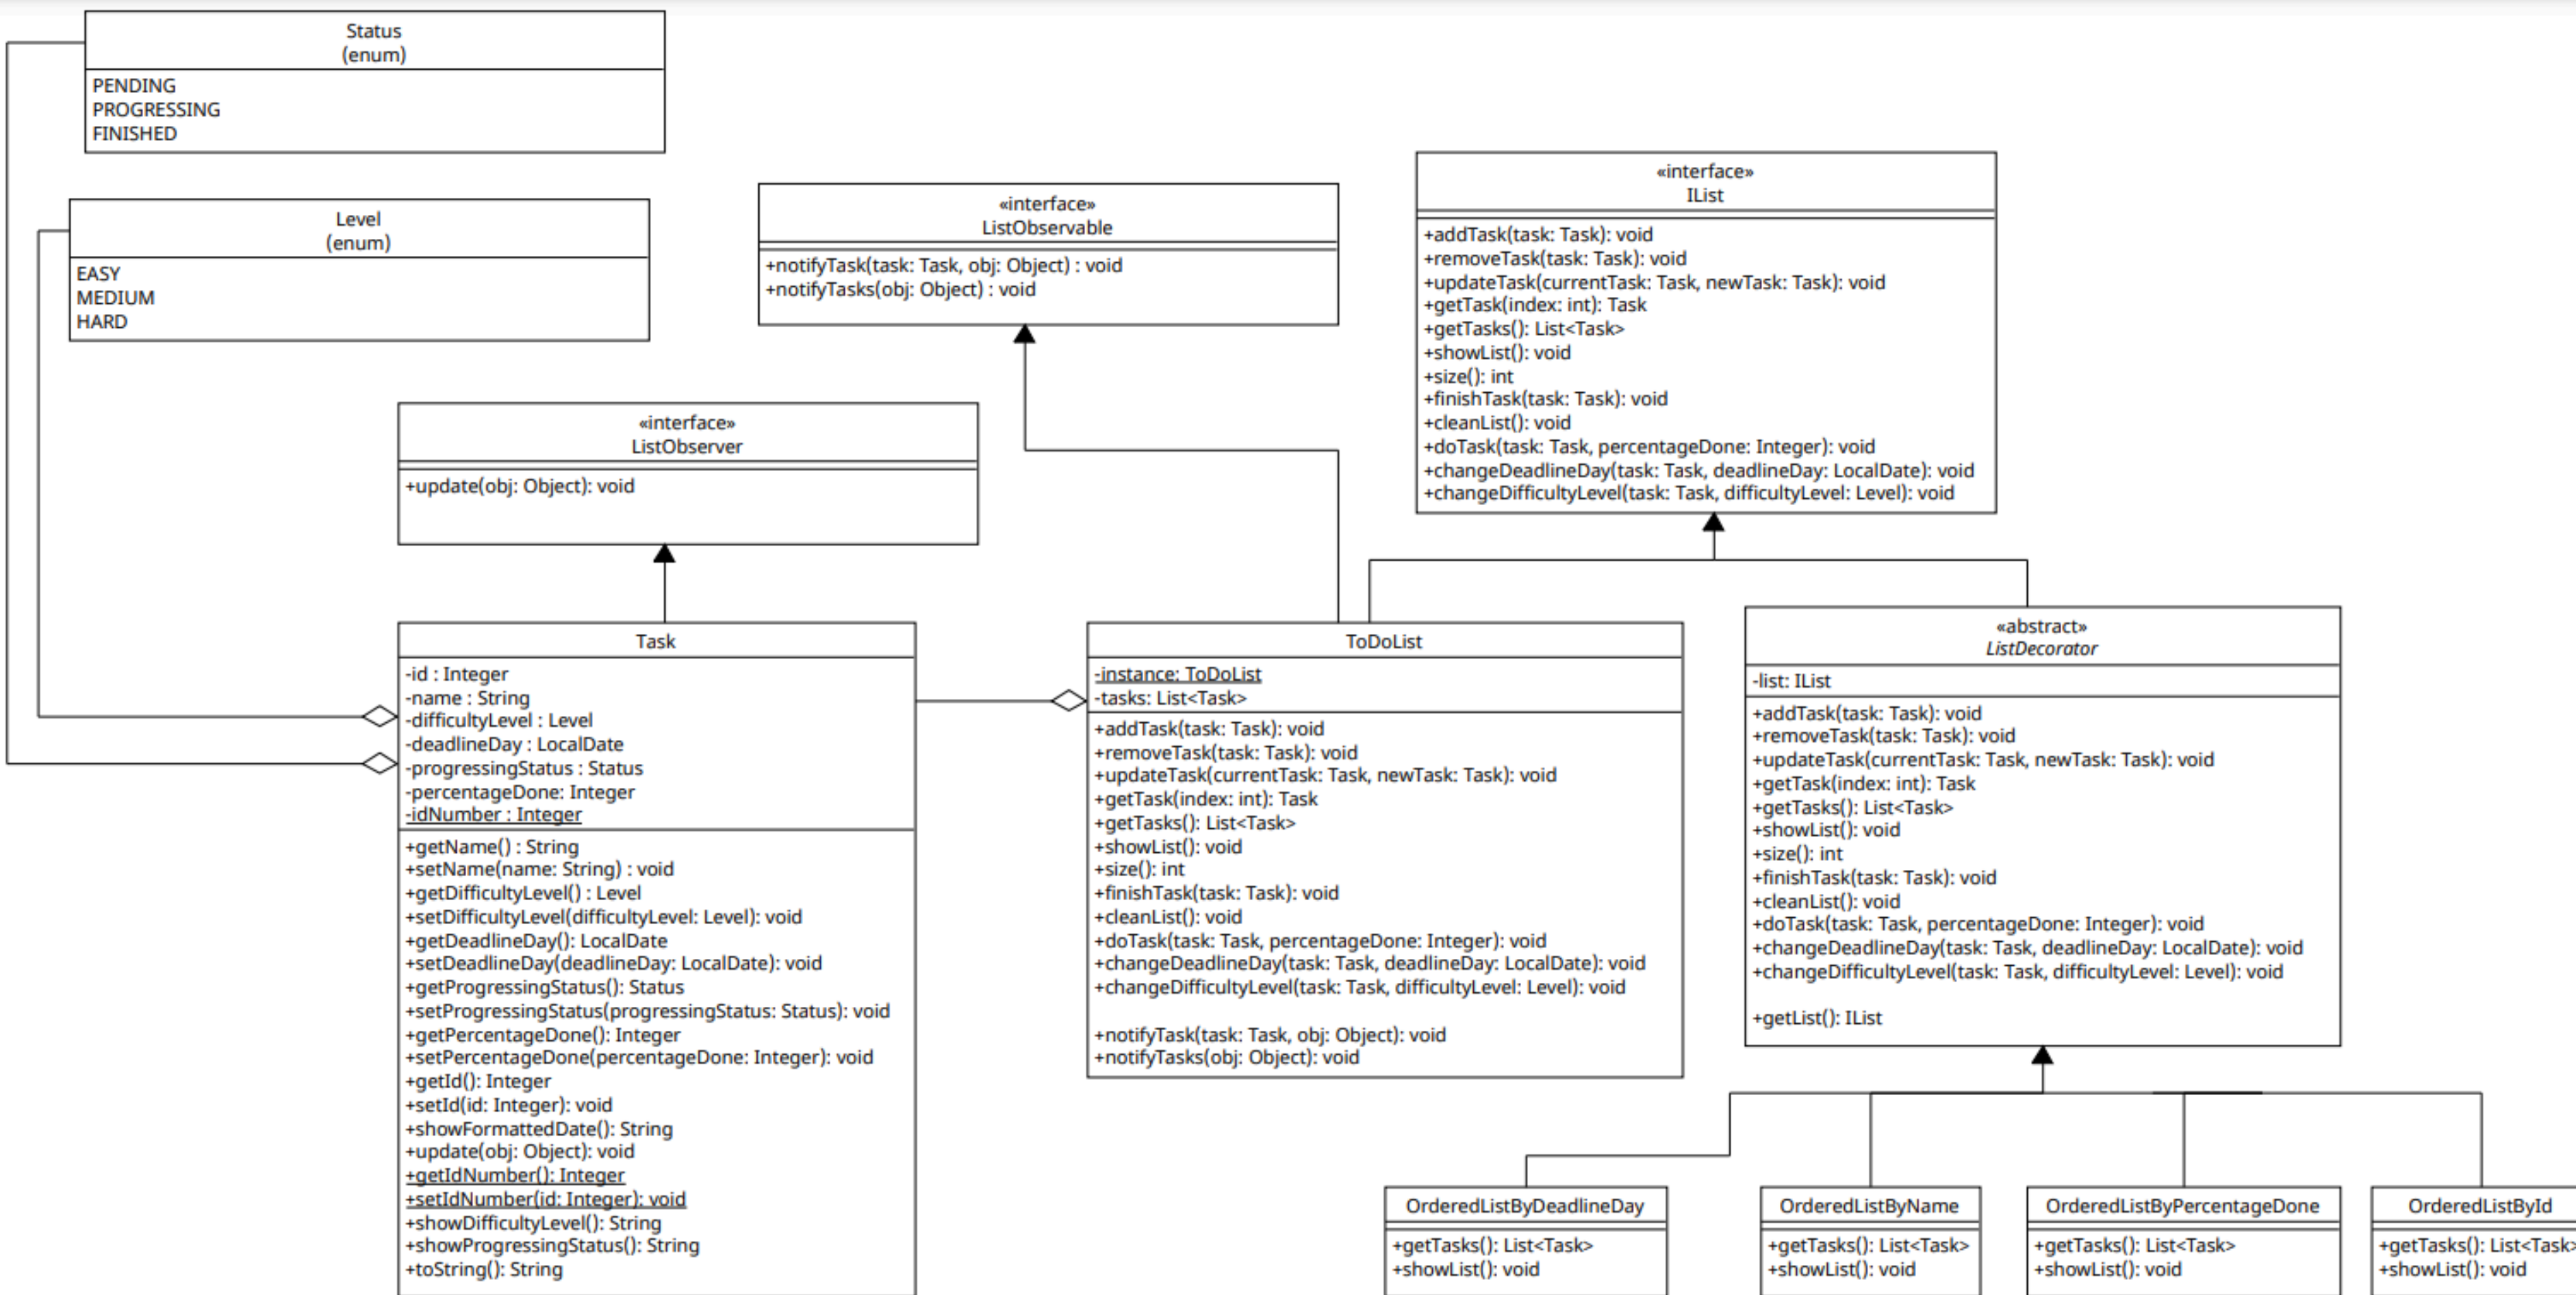 Status
(enum)
PENDING
PROGRESSING
FINISHED
Level
(enum)
EASY
MEDIUM
HARD
«interface»
ListObservable
+notifyTask(task: Task, obj: Object) : void
+notifyTasks(obj: Object) : void
«interface»
IList
+addTask(task: Task): void
+removeTask(task: Task): void
+updateTask(currentTask: Task, newTask: Task): void
+getTask(index: int): Task
+getTasks(): List<Task>
+showList(): void
+size(): int
+finishTask(task: Task): void
+cleanList(): void
+doTask(task: Task, percentageDone: Integer): void
+changeDeadlineDay(task: Task, deadlineDay: LocalDate): void
+changeDifficultyLevel(task: Task, difficultyLevel: Level): void
«interface»
ListObserver
+update(obj: Object): void
Task
-id : Integer
-name : String
-difficultyLevel : Level
-deadlineDay : LocalDate
-progressingStatus : Status
-percentageDone: Integer
-idNumber : Integer
+getName() : String
+setName(name: String) : void
+getDifficultyLevel() : Level
+setDifficultyLevel(difficultyLevel: Level): void
+getDeadlineDay(): LocalDate
+setDeadlineDay(deadlineDay: LocalDate): void
+getProgressingStatus(): Status
+setProgressingStatus(progressingStatus: Status): void
+getPercentageDone(): Integer
+setPercentageDone(percentageDone: Integer): void
+getId(): Integer
+setId(id: Integer): void
+showFormattedDate(): String
+update(obj: Object): void
+getIdNumber(): Integer
+setIdNumber(id: Integer): void
+showDifficultyLevel(): String
+showProgressingStatus(): String
+toString(): String
ToDoList
-instance: ToDoList
-tasks: List<Task>
+addTask(task: Task): void
+removeTask(task: Task): void
+updateTask(currentTask: Task, newTask: Task): void
+getTask(index: int): Task
+getTasks(): List<Task>
+showList(): void
+size(): int
+finishTask(task: Task): void
+cleanList(): void
+doTask(task: Task, percentageDone: Integer): void
+changeDeadlineDay(task: Task, deadlineDay: LocalDate): void
+changeDifficultyLevel(task: Task, difficultyLevel: Level): void
+notifyTask(task: Task, obj: Object): void
+notifyTasks(obj: Object): void
«abstract»
ListDecorator
-list: IList
+addTask(task: Task): void
+removeTask(task: Task): void
+updateTask(currentTask: Task, newTask: Task): void
+getTask(index: int): Task
+getTasks(): List<Task>
+showList(): void
+size(): int
+finishTask(task: Task): void
+cleanList(): void
+doTask(task: Task, percentageDone: Integer): void
+changeDeadlineDay(task: Task, deadlineDay: LocalDate): void
+changeDifficultyLevel(task: Task, difficultyLevel: Level): void
+getList(): IList
OrderedListByDeadlineDay
+getTasks(): List<Task>
+showList(): void
OrderedListByName
+getTasks(): List<Task>
+showList(): void
OrderedListByPercentageDone
+getTasks(): List<Task>
+showList(): void
OrderedListById
+getTasks(): List<Task>
+showList(): void